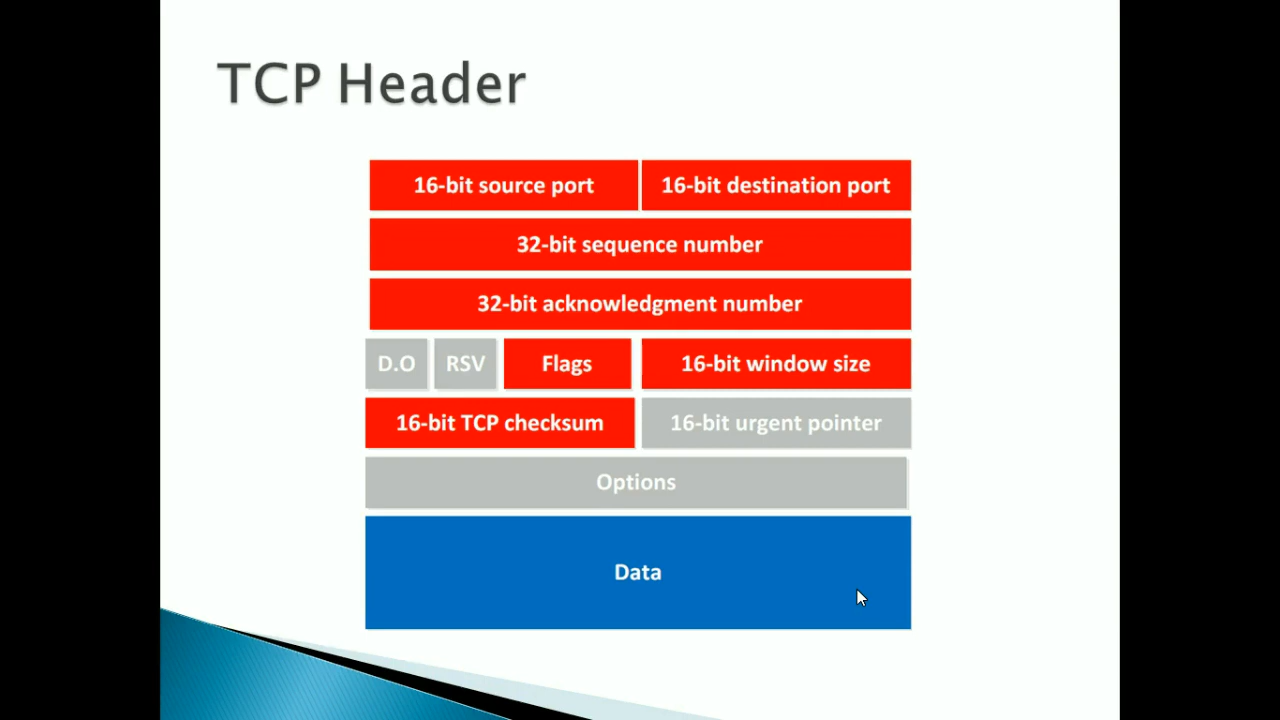 TCP Header
16-bit source port
16-bit destination port
32-bit sequence number
32-bit acknowledgment number
D.O
RSV
Flags
16-bit window size
16-bit TCP checksum
16-bit urgent pointer
Options
Data